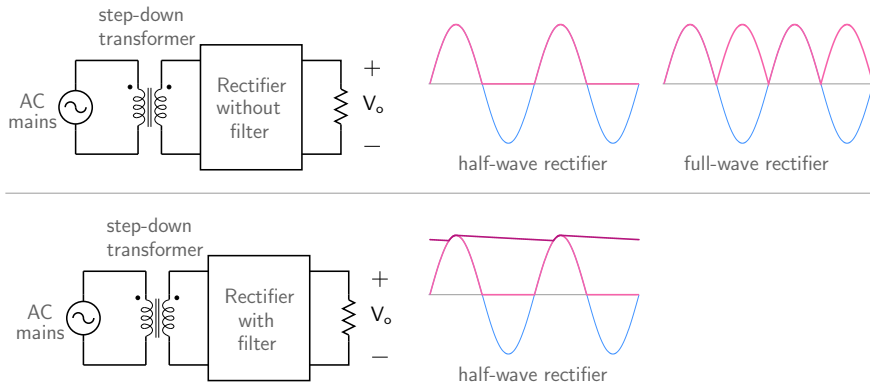 step-down
transformer
AC
mains
Rectifier
without
filter
+
Vₒ
−
half-wave rectifier
full-wave rectifier
step-down
transformer
AC
mains
Rectifier
with
filter
+
Vₒ
−
half-wave rectifier